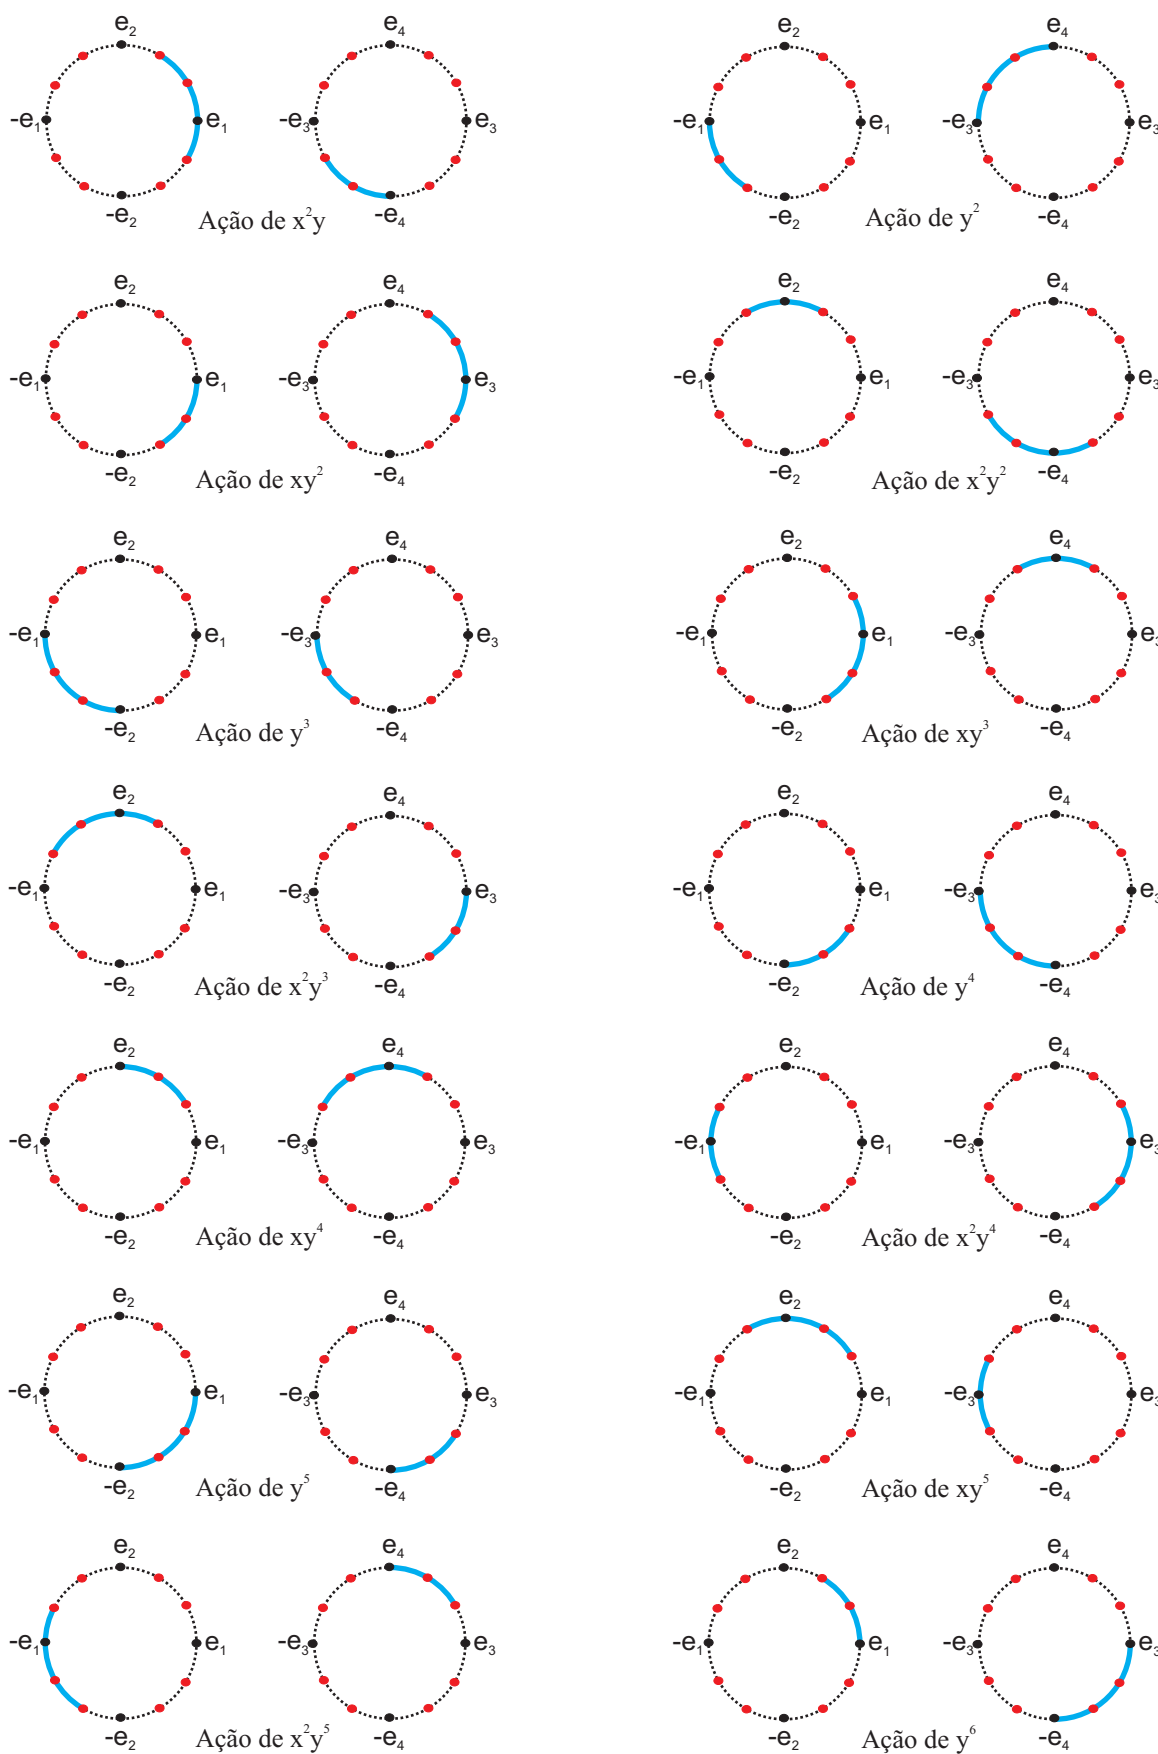 e₂ e₄ e₂ e₄
-e₁ e₁ -e₃ e₃ -e₁ e₁ -e₃ e₃
-e₂ -e₄ -e₂ -e₄
Ação de x²y Ação de y²
e₂ e₄ e₂ e₄
-e₁ e₁ -e₃ e₃ -e₁ e₁ -e₃ e₃
-e₂ -e₄ -e₂ -e₄
Ação de xy² Ação de x²y²
e₂ e₄ e₂ e₄
-e₁ e₁ -e₃ e₃ -e₁ e₁ -e₃ e₃
-e₂ -e₄ -e₂ -e₄
Ação de y³ Ação de xy³
e₂ e₄ e₂ e₄
-e₁ e₁ -e₃ e₃ -e₁ e₁ -e₃ e₃
-e₂ -e₄ -e₂ -e₄
Ação de x²y³ Ação de y⁴
e₂ e₄ e₂ e₄
-e₁ e₁ -e₃ e₃ -e₁ e₁ -e₃ e₃
-e₂ -e₄ -e₂ -e₄
Ação de xy⁴ Ação de x²y⁴
e₂ e₄ e₂ e₄
-e₁ e₁ -e₃ e₃ -e₁ e₁ -e₃ e₃
-e₂ -e₄ -e₂ -e₄
Ação de y⁵ Ação de xy⁵
e₂ e₄ e₂ e₄
-e₁ e₁ -e₃ e₃ -e₁ e₁ -e₃ e₃
-e₂ -e₄ -e₂ -e₄
Ação de x²y⁵ Ação de y⁶